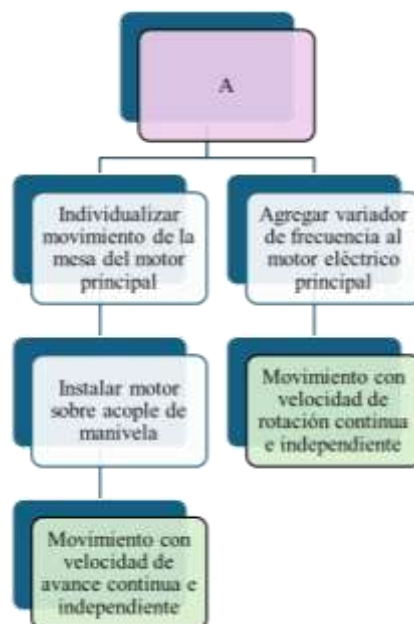 A
Individualizar
movimiento de la
mesa del motor
principal
Agregar variador
de frecuencia al
motor eléctrico
principal
Instalar motor
sobre acople de
manivela
Movimiento con
velocidad de
rotación continua
e independiente
Movimiento con
velocidad de
avance continua e
independiente